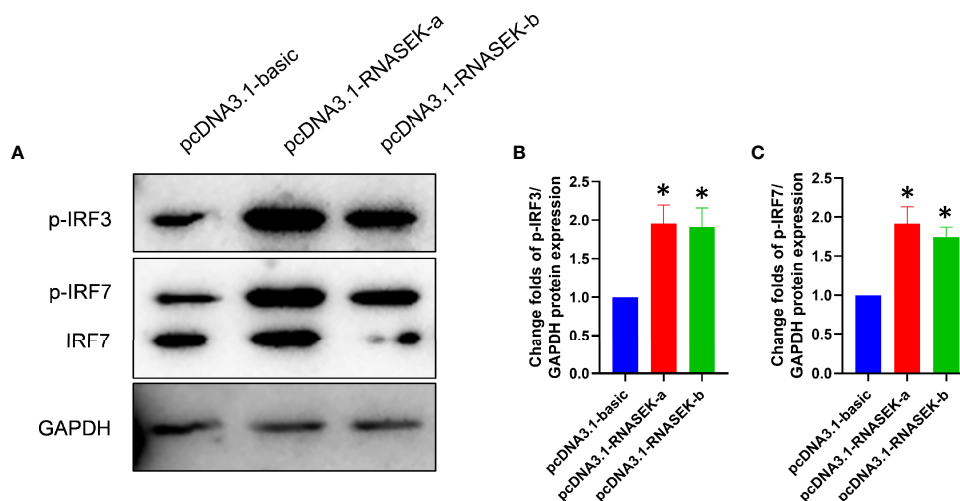 pcDNA3.1-basic
pcDNA3.1-RNASEK-a
pcDNA3.1-RNASEK-b
A
p-IRF3
p-IRF7
IRF7
GAPDH
B
Change folds of p-IRF3/
GAPDH protein expression
2.5
2.0
1.5
1.0
0.5
0.0
*
*
pcDNA3.1-basic
pcDNA3.1-RNASEK-a
pcDNA3.1-RNASEK-b
C
Change folds of p-IRF7/
GAPDH protein expression
2.5
2.0
1.5
1.0
0.5
0.0
*
*
pcDNA3.1-basic
pcDNA3.1-RNASEK-a
pcDNA3.1-RNASEK-b